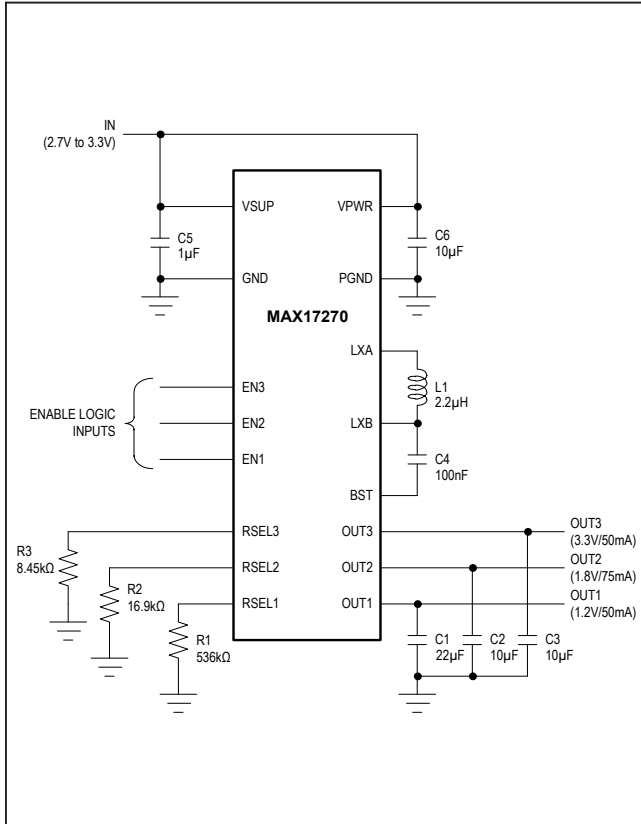 IN
(2.7V to 3.3V)
VSUP
VPWR
C5
1µF
C6
10µF
GND
PGND
MAX17270
LXA
L1
2.2µH
EN3
ENABLE LOGIC
INPUTS
EN2
LXB
C4
100nF
EN1
BST
RSEL3
OUT3
OUT3
(3.3V/50mA)
R3
8.45kΩ
RSEL2
OUT2
OUT2
(1.8V/75mA)
R2
16.9kΩ
RSEL1
OUT1
OUT1
(1.2V/50mA)
R1
536kΩ
C1
22µF
C2
10µF
C3
10µF